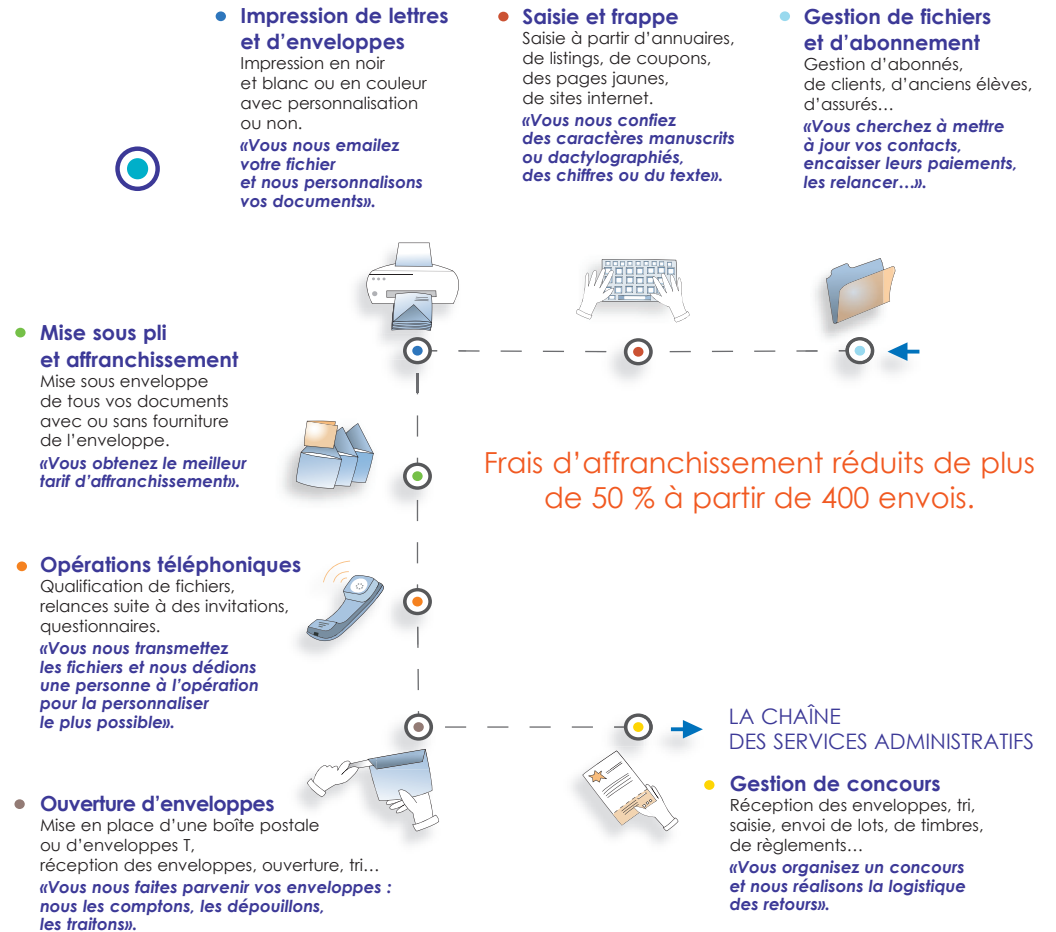 Impression de lettres
et d’enveloppes
Impression en noir
et blanc ou en couleur
avec personnalisation
ou non.
«Vous nous emailez
votre fichier
et nous personnalisons
vos documents».
Saisie et frappe
Saisie à partir d’annuaires,
de listings, de coupons,
des pages jaunes,
de sites internet.
«Vous nous confiez
des caractères manuscrits
ou dactylographiés,
des chiffres ou du texte».
Gestion de fichiers
et d’abonnement
Gestion d’abonnés,
de clients, d’anciens élèves,
d’assurés…
«Vous cherchez à mettre
à jour vos contacts,
encaisser leurs paiements,
les relancer…».
Mise sous pli
et affranchissement
Mise sous enveloppe
de tous vos documents
avec ou sans fourniture
de l’enveloppe.
«Vous obtenez le meilleur
tarif d’affranchissement».
Frais d’affranchissement réduits de plus
de 50 % à partir de 400 envois.
Opérations téléphoniques
Qualification de fichiers,
relances suite à des invitations,
questionnaires.
«Vous nous transmettez
les fichiers et nous dédions
une personne à l’opération
pour la personnaliser
le plus possible».
LA CHAÎNE
DES SERVICES ADMINISTRATIFS
Ouverture d’enveloppes
Mise en place d’une boîte postale
ou d’enveloppes T,
réception des enveloppes, ouverture, tri…
«Vous nous faites parvenir vos enveloppes :
nous les comptons, les dépouillons,
les traitons».
Gestion de concours
Réception des enveloppes, tri,
saisie, envoi de lots, de timbres,
de règlements…
«Vous organisez un concours
et nous réalisons la logistique
des retours».